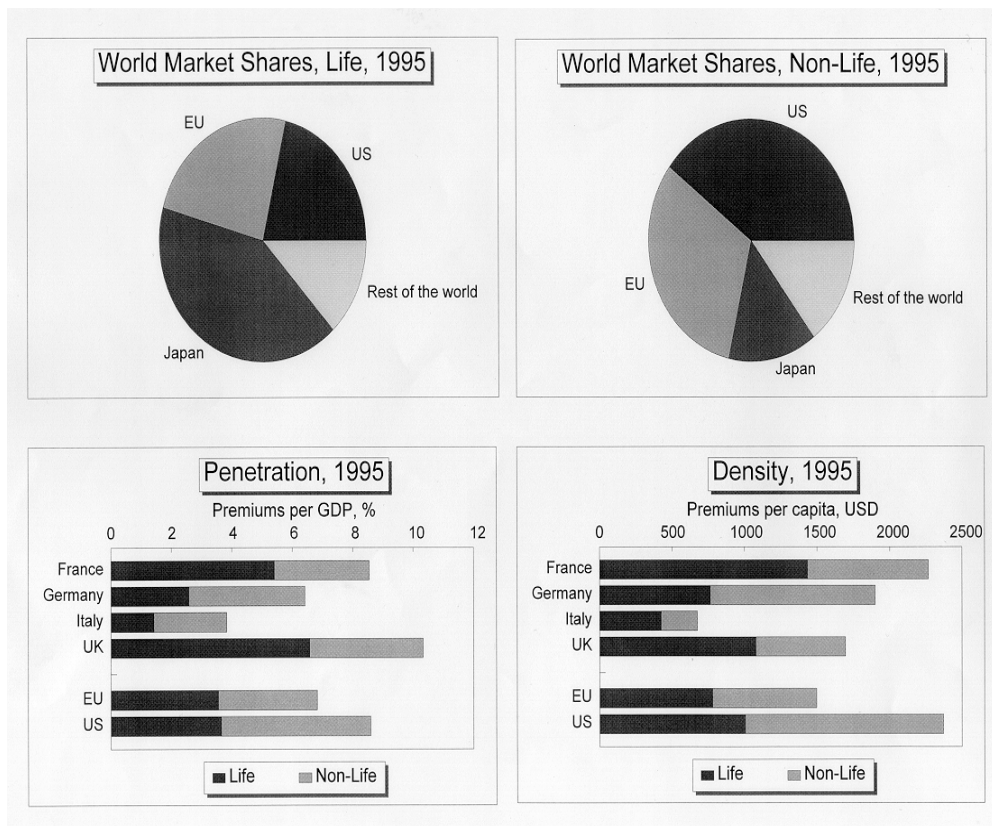 World Market Shares, Life, 1995
EU
US
Rest of the world
Japan
World Market Shares, Non-Life, 1995
US
EU
Rest of the world
Japan
Penetration, 1995
Premiums per GDP, %
0 2 4 6 8 10 12
France
Germany
Italy
UK
EU
US
Life Non-Life
Density, 1995
Premiums per capita, USD
0 500 1000 1500 2000 2500
France
Germany
Italy
UK
EU
US
Life Non-Life